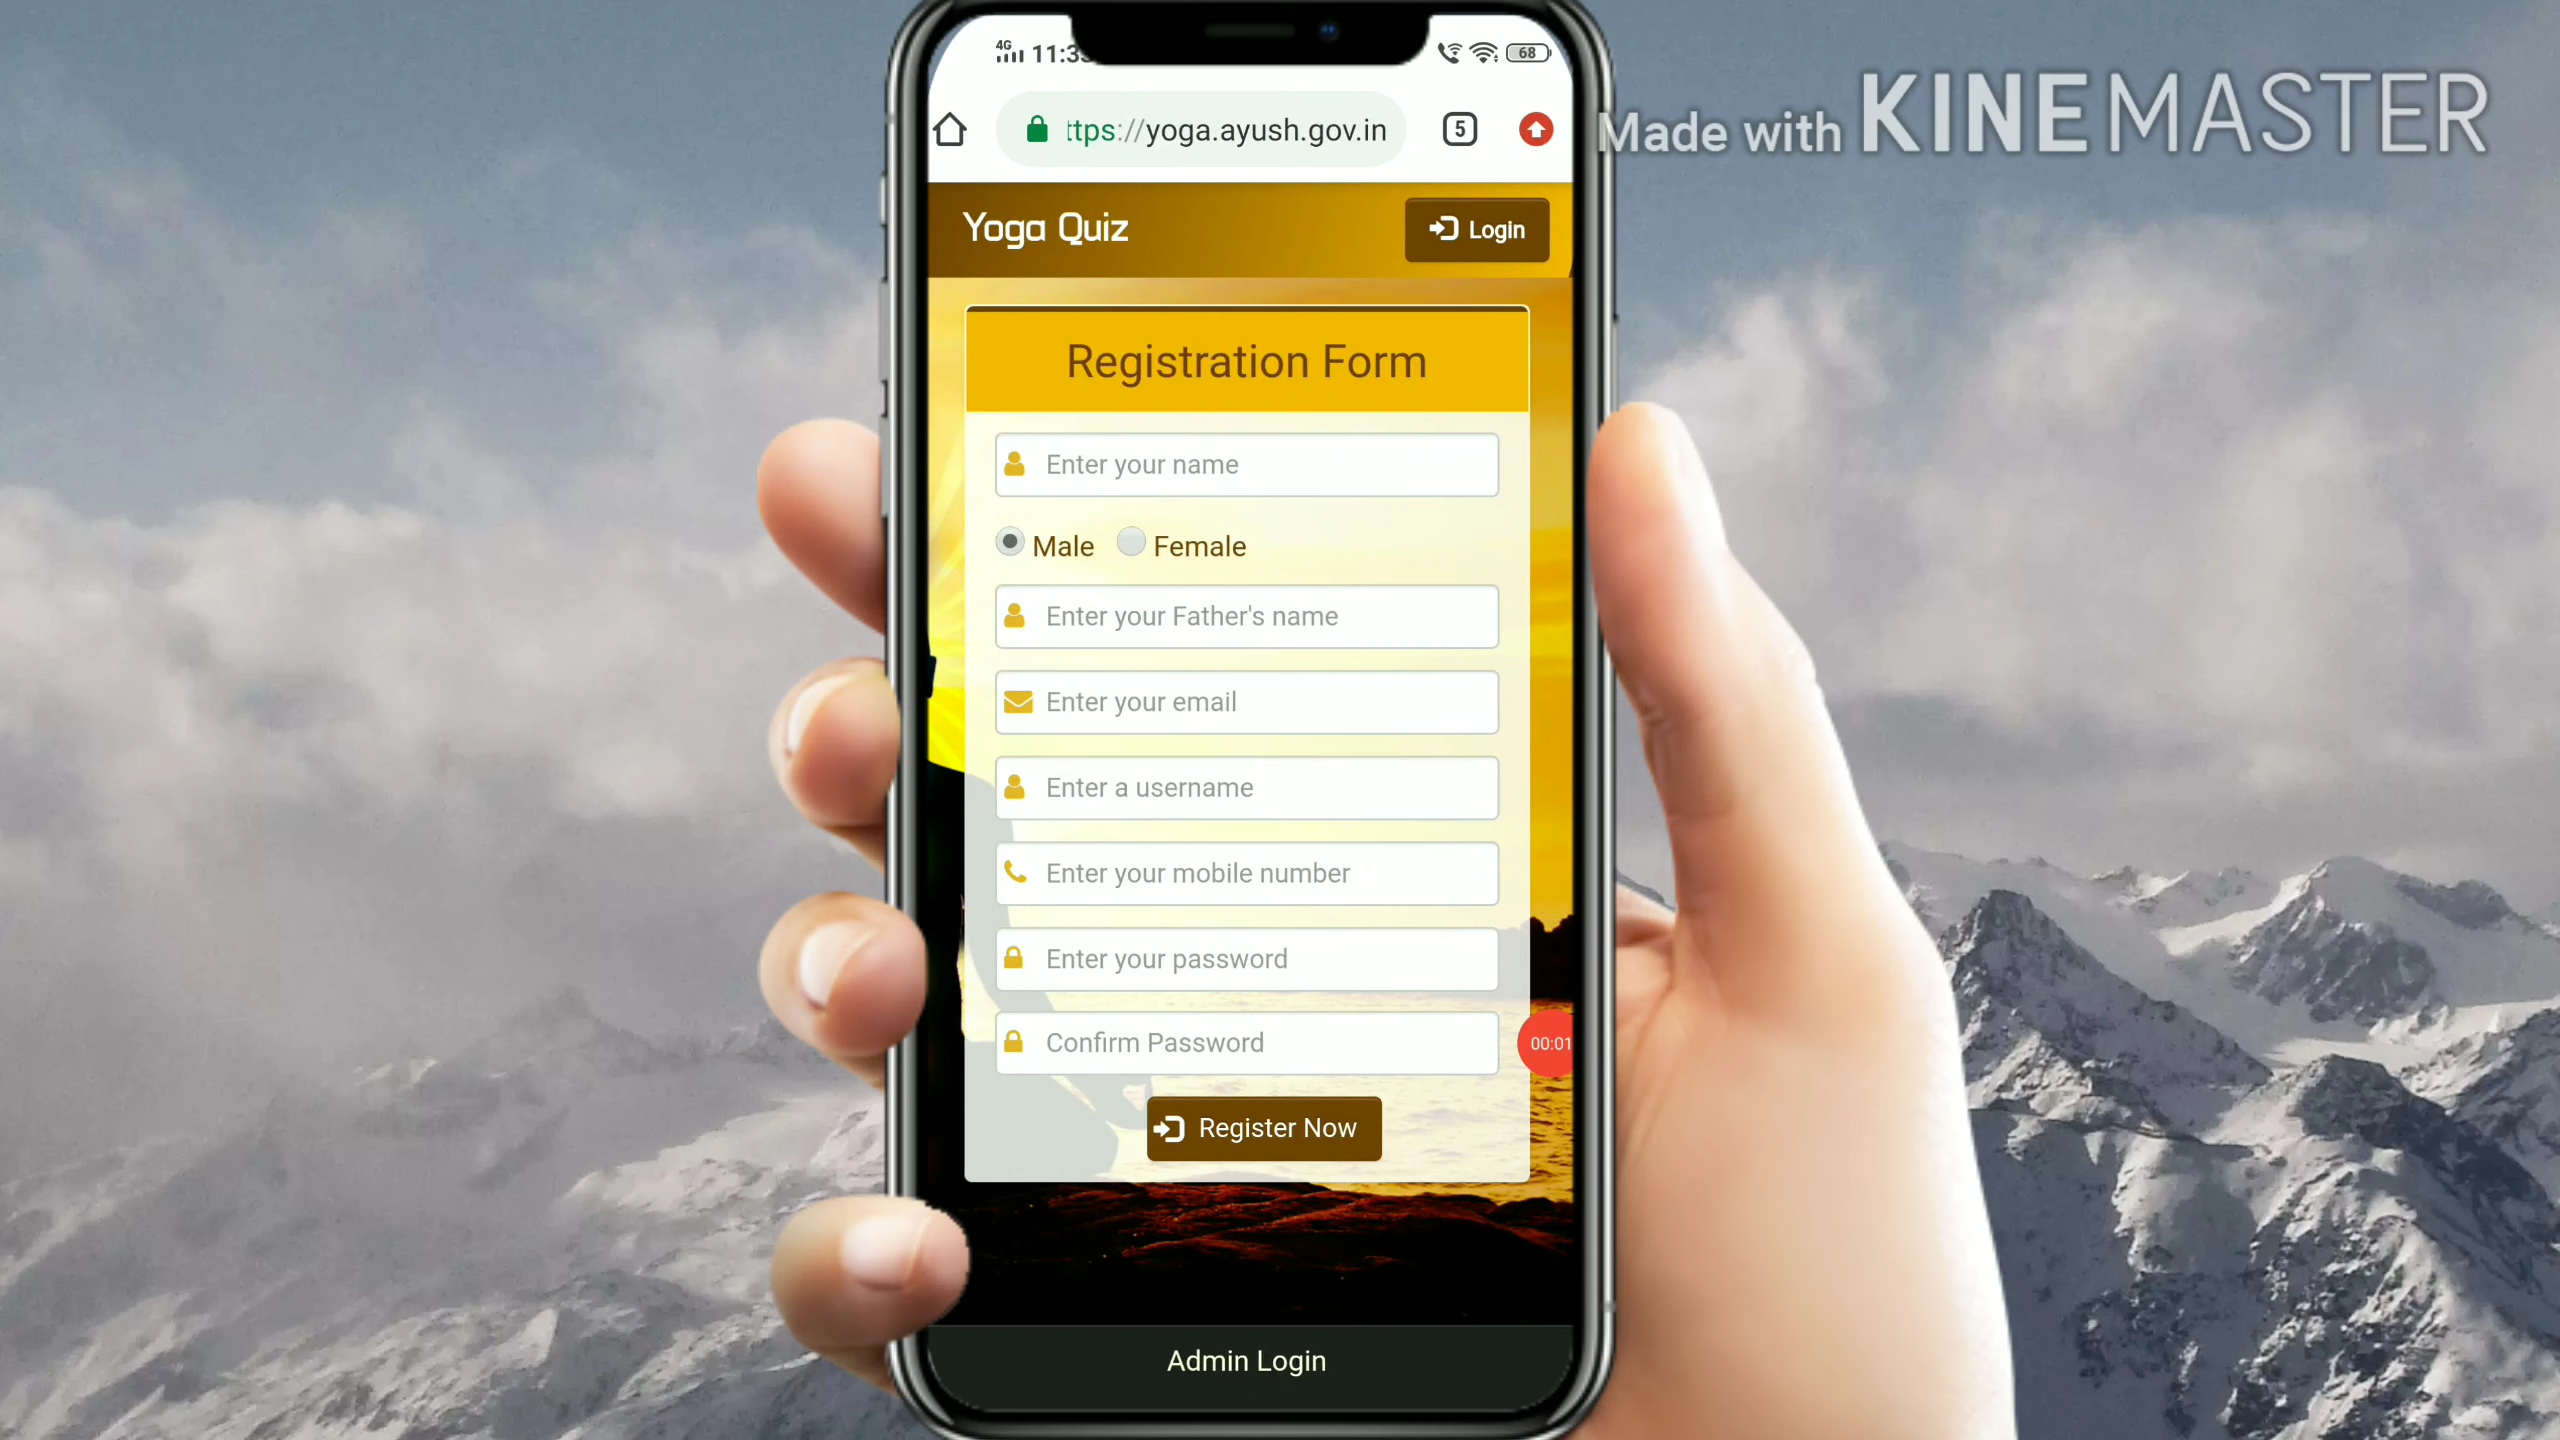 4G 11:3
68
ttps://yoga.ayush.gov.in
5
Made with KINEMASTER
Yoga Quiz
Login
Registration Form
Enter your name
Male Female
Enter your Father's name
Enter your email
Enter a username
Enter your mobile number
Enter your password
Confirm Password
00:01
Register Now
Admin Login